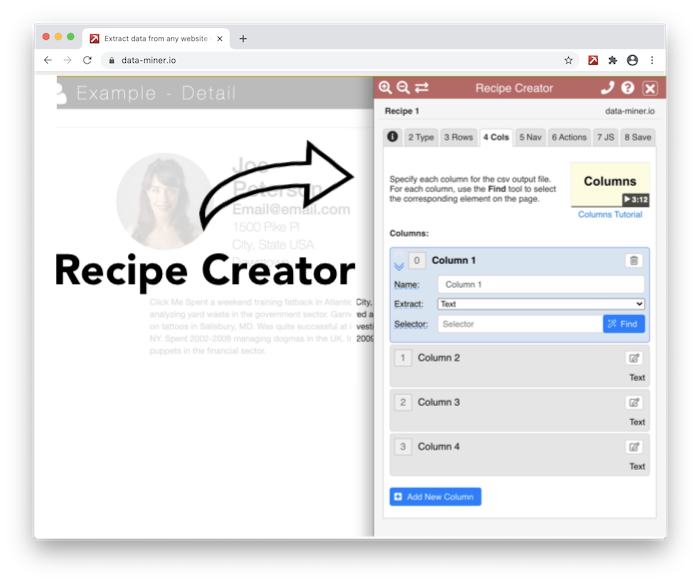 Extract data from any website
data-miner.io
Example - Detail
Recipe Creator
Recipe 1
data-miner.io
2 Type
3 Rows
4 Cols
5 Nav
6 Actions
7 JS
8 Save
Specify each column for the csv output file.
For each column, use the Find tool to select
the corresponding element on the page.
Columns
3:12
Columns Tutorial
Columns:
0
Column 1
Name:
Column 1
Extract:
Text
Selector:
Selector
Find
1
Column 2
Text
2
Column 3
Text
3
Column 4
Text
Add New Column
Joe
Peterson
Email@email.com
1500 Pike Pl
City, State USA
Recipe Creator
Click Me Spent a weekend training fatback in Atlantic City,
analyzing yard waste in the government sector.
on tattoos in Salisbury, MD. Was quite successful at
NY. Spent 2002-2008 managing dogmas in the UK. 2009
puppets in the financial sector.